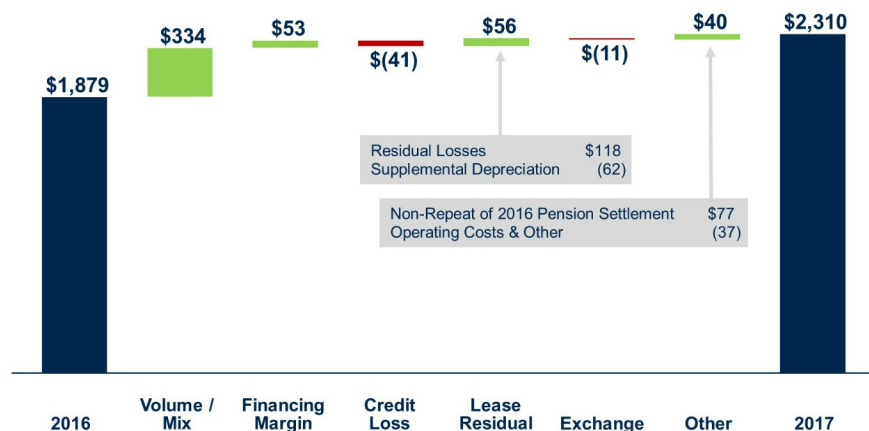 $1,879
$334
$53
$(41)
$56
$(11)
$40
$2,310
Residual Losses $118
Supplemental Depreciation (62)
Non-Repeat of 2016 Pension Settlement $77
Operating Costs & Other (37)
2016
Volume /
Mix
Financing
Margin
Credit
Loss
Lease
Residual
Exchange
Other
2017